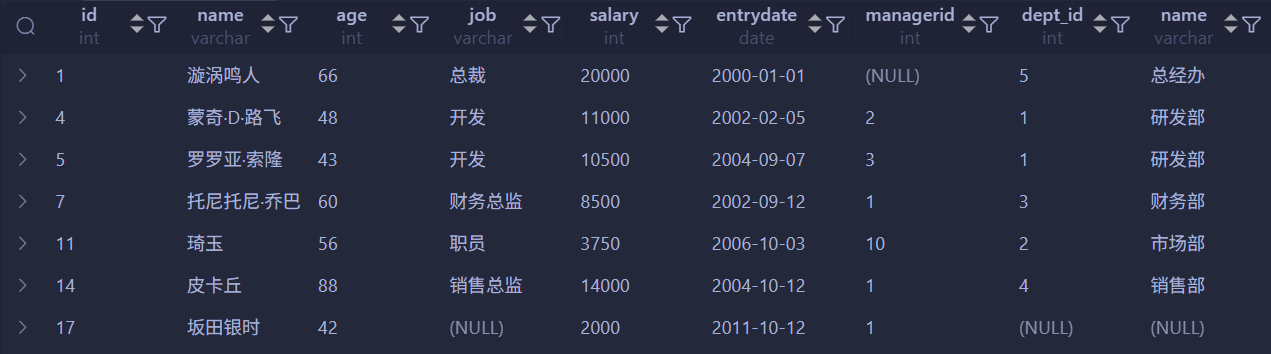 id name age job salary entrydate managerid dept_id name
int varchar int varchar int date int int varchar
1 漩涡鸣人 66 总裁 20000 2000-01-01 (NULL) 5 总经办
4 蒙奇·D·路飞 48 开发 11000 2002-02-05 2 1 研发部
5 罗罗亚·索隆 43 开发 10500 2004-09-07 3 1 研发部
7 托尼托尼·乔巴 60 财务总监 8500 2002-09-12 1 3 财务部
11 琦玉 56 职员 3750 2006-10-03 10 2 市场部
14 皮卡丘 88 销售总监 14000 2004-10-12 1 4 销售部
17 坂田银时 42 (NULL) 2000 2011-10-12 1 (NULL) (NULL)